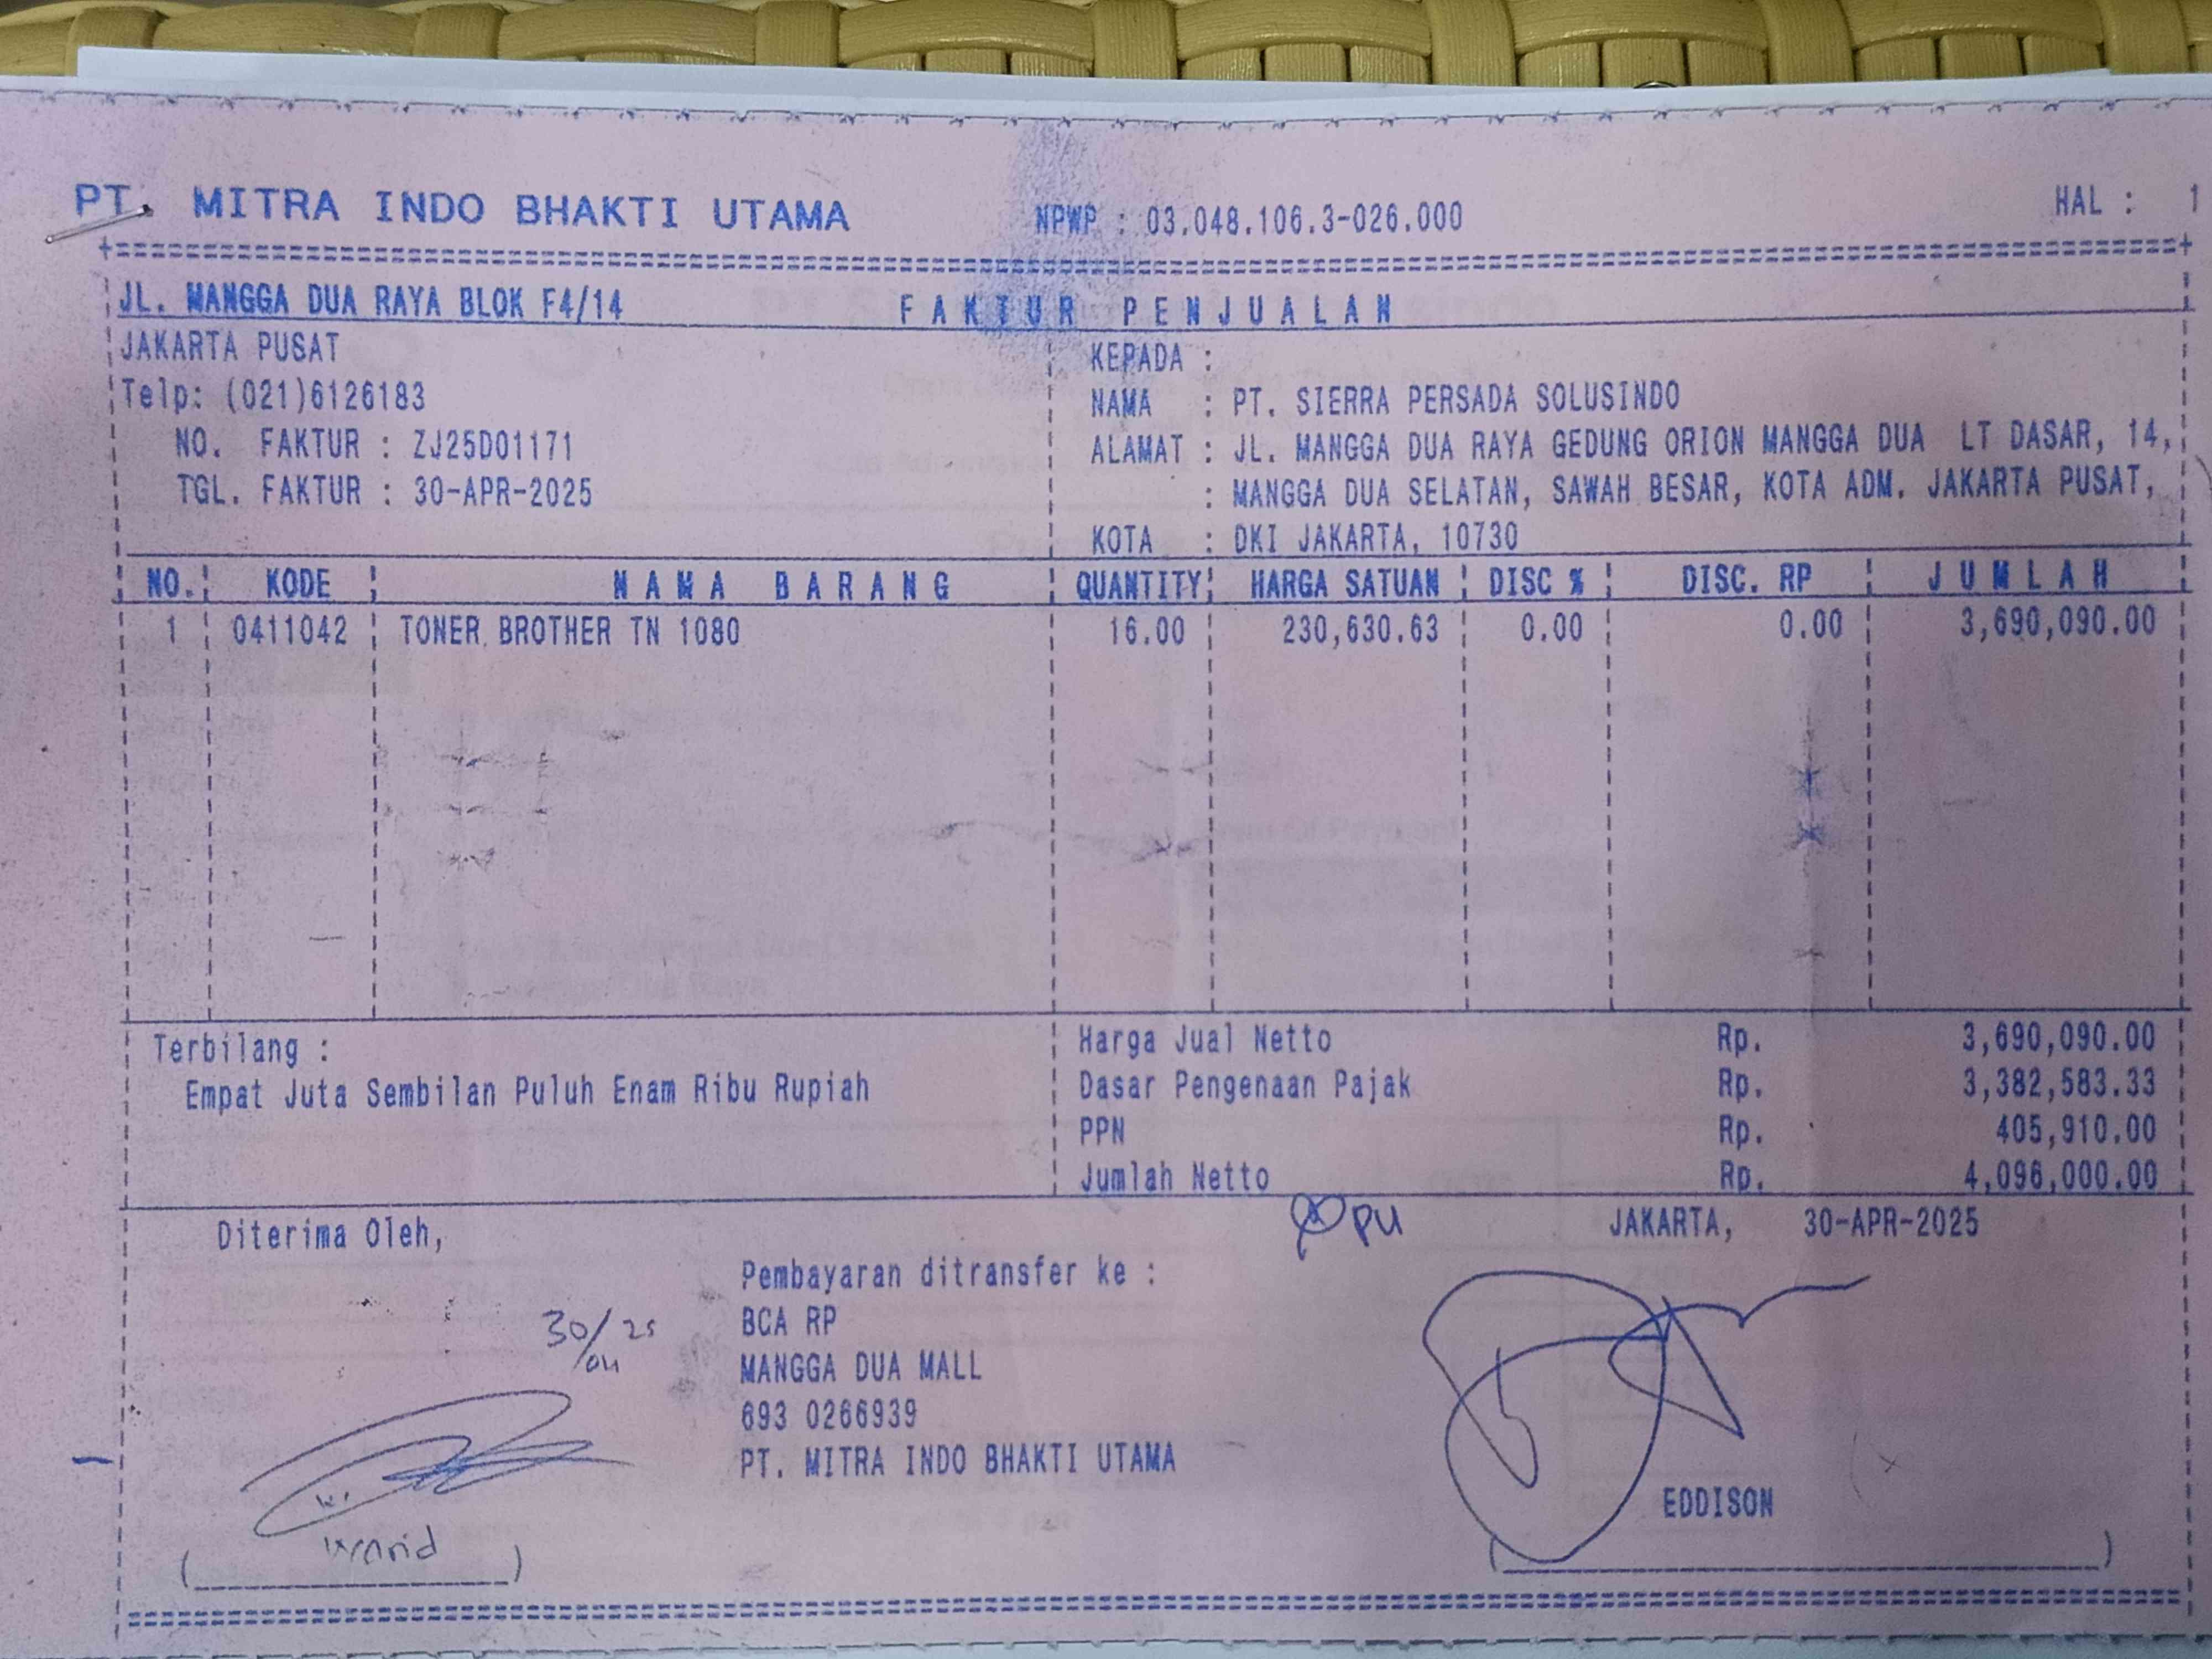 PT. MITRA INDO BHAKTI UTAMA NPWP : 03.048.106.3-026.000 HAL : 1
JL. MANGGA DUA RAYA BLOK F4/14 FAKTUR PENJUALAN
JAKARTA PUSAT KEPADA :
Telp: (021)6126183 NAMA : PT. SIERRA PERSADA SOLUSINDO
NO. FAKTUR : ZJ25D01171 ALAMAT : JL. MANGGA DUA RAYA GEDUNG ORION MANGGA DUA LT DASAR, 14,
TGL. FAKTUR : 30-APR-2025 : MANGGA DUA SELATAN, SAWAH BESAR, KOTA ADM. JAKARTA PUSAT,
KOTA : DKI JAKARTA, 10730
NO. KODE NAMA BARANG QUANTITY HARGA SATUAN DISC % DISC. RP JUMLAH
1 0411042 TONER BROTHER TN 1080 16.00 230,630.63 0.00 0.00 3,690,090.00
Terbilang : Harga Jual Netto Rp. 3,690,090.00
Empat Juta Sembilan Puluh Enam Ribu Rupiah Dasar Pengenaan Pajak Rp. 3,382,583.33
PPN Rp. 405,910.00
Jumlah Netto Rp. 4,096,000.00
Diterima Oleh, JAKARTA, 30-APR-2025
Pembayaran ditransfer ke :
30/04 25 BCA RP
MANGGA DUA MALL
693 0266939
PT. MITRA INDO BHAKTI UTAMA
EDDISON